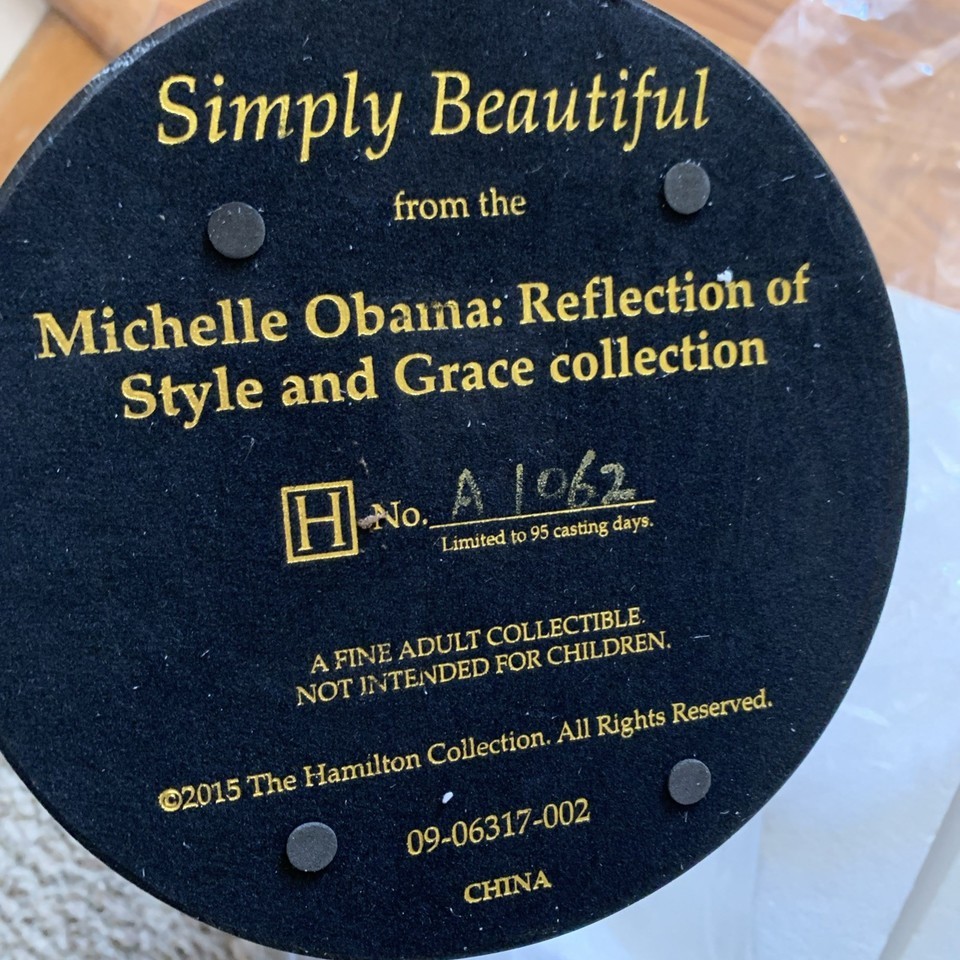 Simply Beautiful
from the
Michelle Obama: Reflection of
Style and Grace collection
H No. A 1062
Limited to 95 casting days.
A FINE ADULT COLLECTIBLE.
NOT INTENDED FOR CHILDREN.
©2015 The Hamilton Collection. All Rights Reserved.
09-06317-002
CHINA